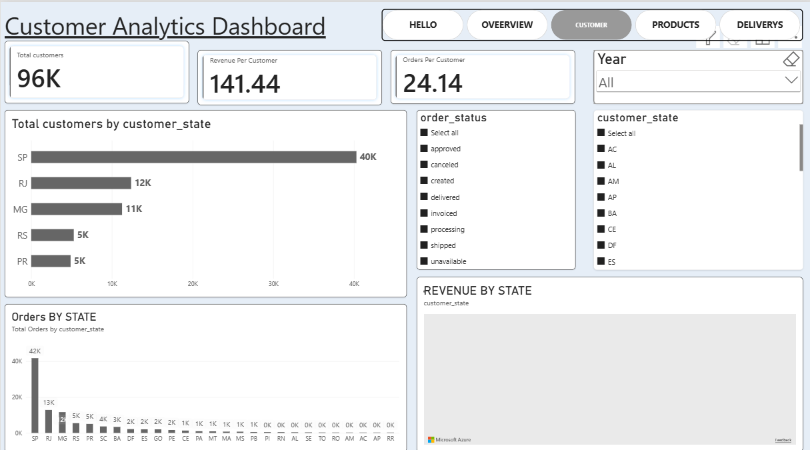 Customer Analytics Dashboard
HELLO
OVEERVIEW
CUSTOMER
PRODUCTS
DELIVERYS
Total customers
96K
Revenue Per Customer
141.44
Orders Per Customer
24.14
Year
All
Total customers by customer_state
SP
40K
RJ
12K
MG
11K
RS
5K
PR
5K
0K 10K 20K 30K 40K
order_status
Select all
approved
canceled
created
delivered
invoiced
processing
shipped
unavailable
customer_state
Select all
AC
AL
AM
AP
BA
CE
DF
ES
Orders BY STATE
Total Orders by customer_state
42K
40K
13K
5K 5K 4K 3K 2K 2K 2K 1K 1K 1K 1K 1K 1K 0K 0K 0K 0K 0K 0K 0K 0K
20K
0K
SP RJ MG RS PR SC BA DF ES GO PE CE PA MT MA MS PB PI RN AL SE TO RO AM AC AP RR
REVENUE BY STATE
customer_state
Microsoft Azure